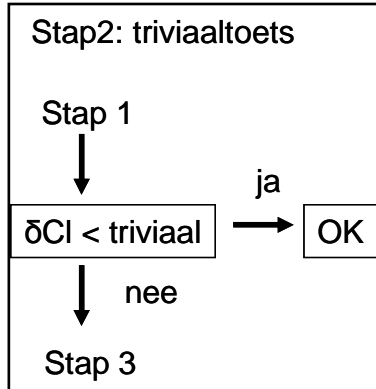 Stap2: triviaaltoets
Stap 1
ja
δCl < triviaal
OK
nee
Stap 3